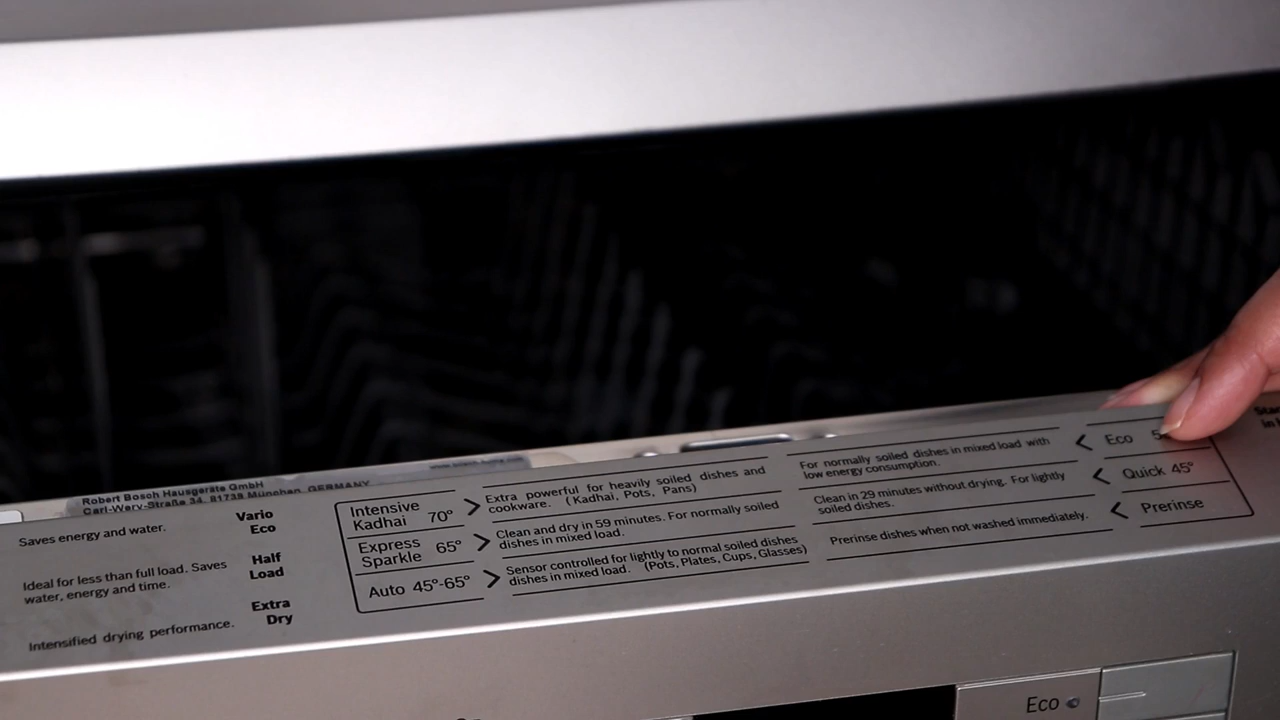 Robert Bosch Hausgeräte GmbH
Carl-Wery-Straße 34, 81739 München, GERMANY
Saves energy and water.
Vario
Eco
Ideal for less than full load. Saves
water, energy and time.
Half
Load
Intensified drying performance.
Extra
Dry
Intensive
Kadhai 70°
Extra powerful for heavily soiled dishes and
cookware. (Kadhai, Pots, Pans)
Express
Sparkle 65°
Clean and dry in 59 minutes. For normally soiled
dishes in mixed load.
Auto 45°-65°
Sensor controlled for lightly to normal soiled dishes
dishes in mixed load. (Pots, Plates, Cups, Glasses)
For normally soiled dishes in mixed load with
low energy consumption.
Eco
Clean in 29 minutes without drying. For lightly
soiled dishes.
Quick 45°
Prerinse dishes when not washed immediately.
Prerinse
Eco